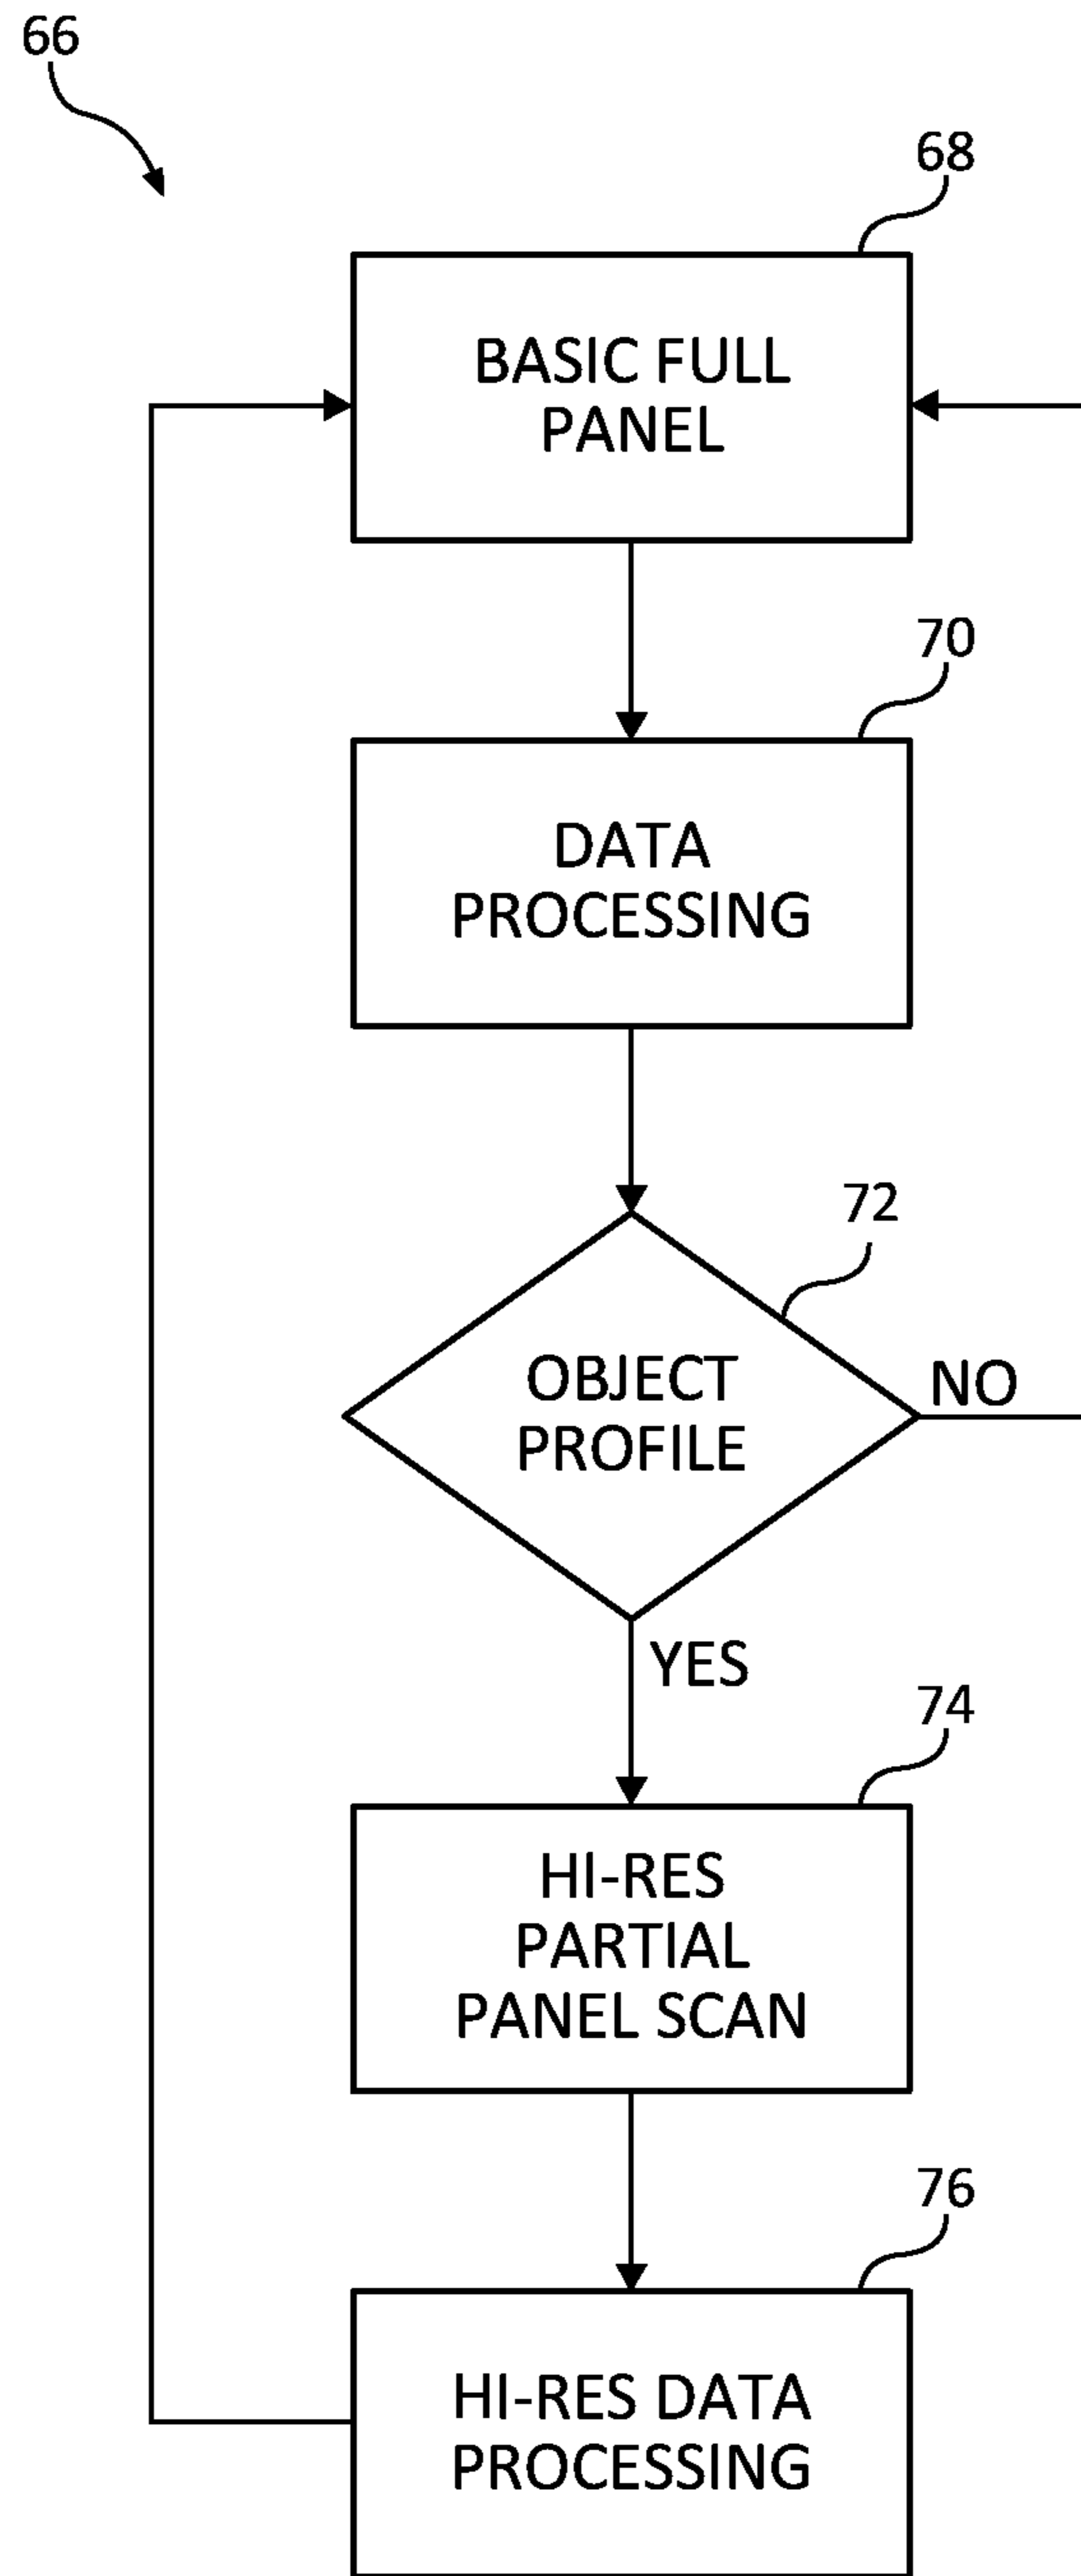 66
68
BASIC FULL
PANEL
70
DATA
PROCESSING
72
OBJECT
PROFILE
NO
YES
74
HI-RES
PARTIAL
PANEL SCAN
76
HI-RES DATA
PROCESSING